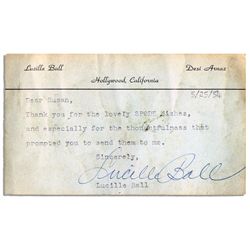 Lucille Ball Desi Arnaz
Hollywood, California
5/25/54
Dear Susan,
Thank you for the lovely SPODE dishes,
and especially for the thoughtfulness that
prompted you to send them to me.
Sincerely,
Lucille Ball
Lucille Ball